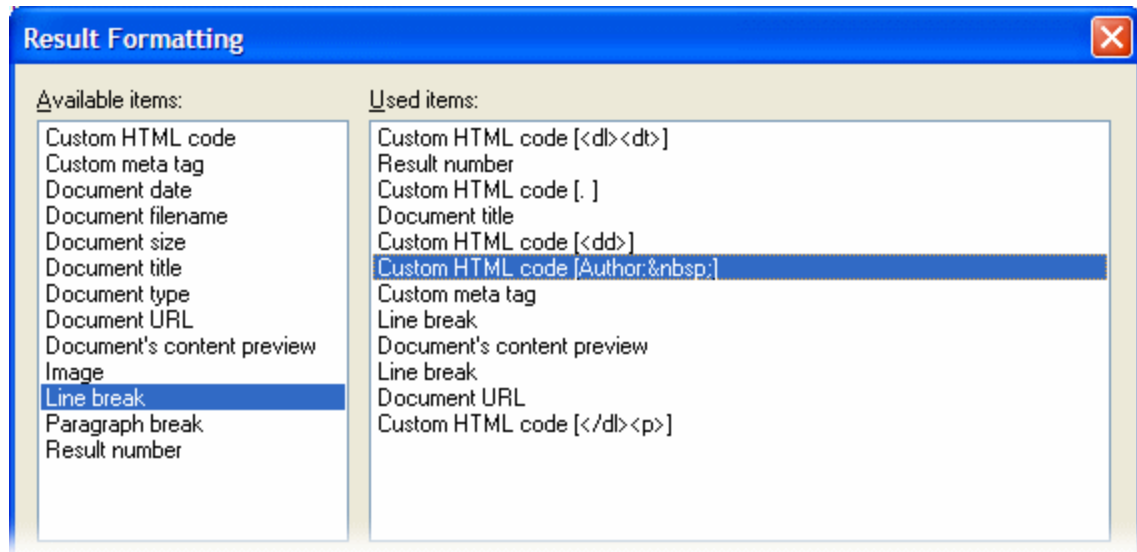 Result Formatting
Available items:
Custom HTML code
Custom meta tag
Document date
Document filename
Document size
Document title
Document type
Document URL
Document's content preview
Image
Line break
Paragraph break
Result number
Used items:
Custom HTML code [<dl><dt>]
Result number
Custom HTML code [. ]
Document title
Custom HTML code [<dd>]
Custom HTML code [Author:&nbsp;]
Custom meta tag
Line break
Document's content preview
Line break
Document URL
Custom HTML code [</dl><p>]